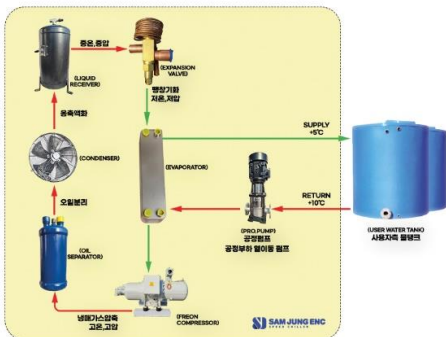 중온,중압
(LIQUID
RECEIVER)
(EXPANSION
VALVE)
팽창기화
저온,저압
응축액화
SUPPLY
+5℃
(CONDENSER)
(EVAPORATOR)
오일분리
RETURN
+10℃
(PRO.PUMP)
공정펌프
공정부하 열이동 펌프
(USER WATER TANK)
사용자측 물탱크
(OIL
SEPARATOR)
냉매가스압축
고온,고압
(FREON
COMPRESSOR)
SAM JUNG ENC
SPEED CHILLER